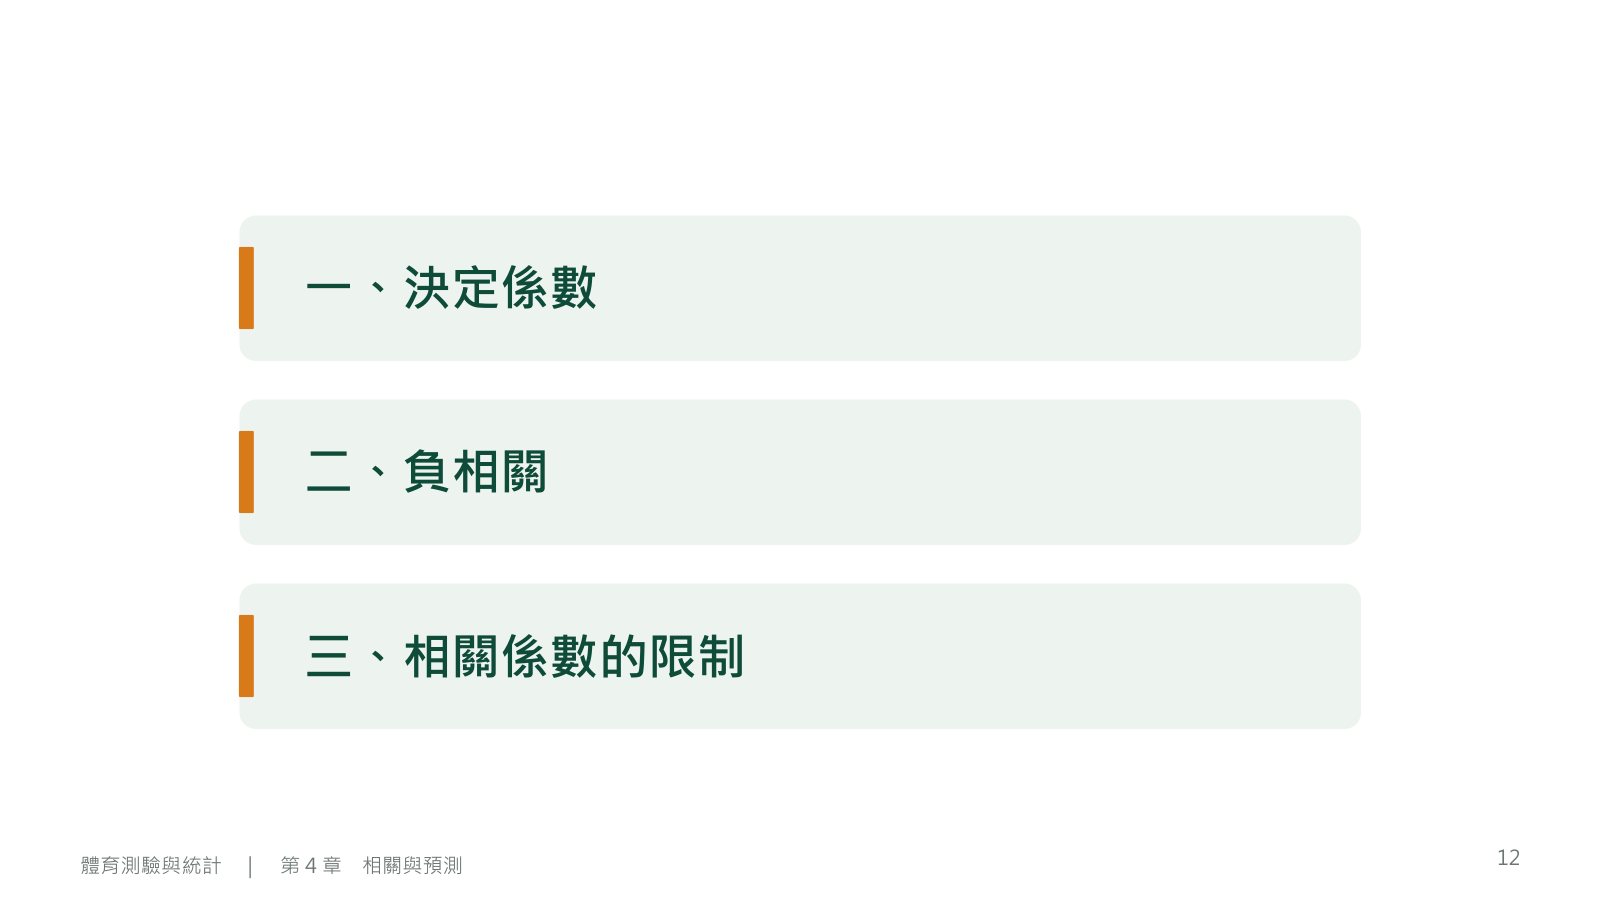 一、決定係數
二、負相關
三、相關係數的限制
體育測驗與統計 | 第 4 章 相關與預測
12